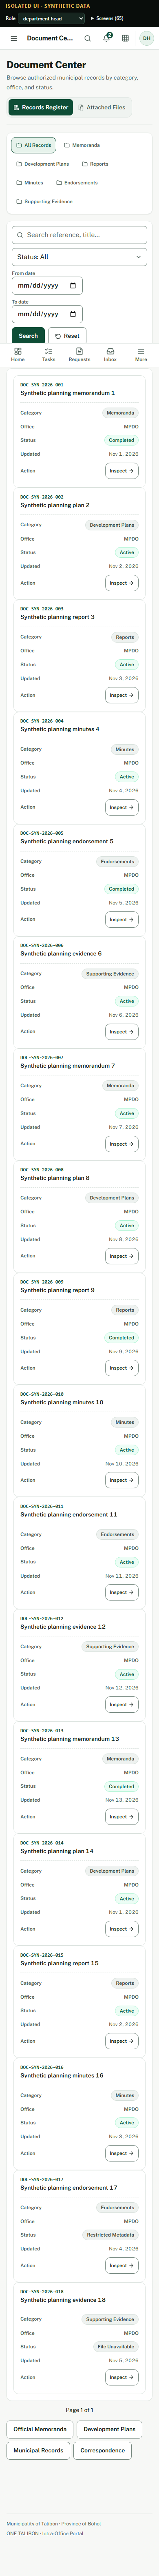 ISOLATED UI · SYNTHETIC DATA
Role department head Screens (65)
Document Ce... 2 DH
Document Center
Browse authorized municipal records by category, office, and status.
Records Register Attached Files
All Records Memoranda
Development Plans Reports
Minutes Endorsements
Supporting Evidence
Search reference, title...
Status: All
From date
mm/dd/yyyy
To date
mm/dd/yyyy
Search Reset
Home Tasks Requests Inbox More
DOC-SYN-2026-001
Synthetic planning memorandum 1
Category Memoranda
Office MPDO
Status Completed
Updated Nov 1, 2026
Action Inspect
DOC-SYN-2026-002
Synthetic planning plan 2
Category Development Plans
Office MPDO
Status Active
Updated Nov 2, 2026
Action Inspect
DOC-SYN-2026-003
Synthetic planning report 3
Category Reports
Office MPDO
Status Active
Updated Nov 3, 2026
Action Inspect
DOC-SYN-2026-004
Synthetic planning minutes 4
Category Minutes
Office MPDO
Status Active
Updated Nov 4, 2026
Action Inspect
DOC-SYN-2026-005
Synthetic planning endorsement 5
Category Endorsements
Office MPDO
Status Completed
Updated Nov 5, 2026
Action Inspect
DOC-SYN-2026-006
Synthetic planning evidence 6
Category Supporting Evidence
Office MPDO
Status Active
Updated Nov 6, 2026
Action Inspect
DOC-SYN-2026-007
Synthetic planning memorandum 7
Category Memoranda
Office MPDO
Status Active
Updated Nov 7, 2026
Action Inspect
DOC-SYN-2026-008
Synthetic planning plan 8
Category Development Plans
Office MPDO
Status Active
Updated Nov 8, 2026
Action Inspect
DOC-SYN-2026-009
Synthetic planning report 9
Category Reports
Office MPDO
Status Completed
Updated Nov 9, 2026
Action Inspect
DOC-SYN-2026-010
Synthetic planning minutes 10
Category Minutes
Office MPDO
Status Active
Updated Nov 10, 2026
Action Inspect
DOC-SYN-2026-011
Synthetic planning endorsement 11
Category Endorsements
Office MPDO
Status Active
Updated Nov 11, 2026
Action Inspect
DOC-SYN-2026-012
Synthetic planning evidence 12
Category Supporting Evidence
Office MPDO
Status Active
Updated Nov 12, 2026
Action Inspect
DOC-SYN-2026-013
Synthetic planning memorandum 13
Category Memoranda
Office MPDO
Status Completed
Updated Nov 13, 2026
Action Inspect
DOC-SYN-2026-014
Synthetic planning plan 14
Category Development Plans
Office MPDO
Status Active
Updated Nov 1, 2026
Action Inspect
DOC-SYN-2026-015
Synthetic planning report 15
Category Reports
Office MPDO
Status Active
Updated Nov 2, 2026
Action Inspect
DOC-SYN-2026-016
Synthetic planning minutes 16
Category Minutes
Office MPDO
Status Active
Updated Nov 3, 2026
Action Inspect
DOC-SYN-2026-017
Synthetic planning endorsement 17
Category Endorsements
Office MPDO
Status Restricted Metadata
Updated Nov 4, 2026
Action Inspect
DOC-SYN-2026-018
Synthetic planning evidence 18
Category Supporting Evidence
Office MPDO
Status File Unavailable
Updated Nov 5, 2026
Action Inspect
Page 1 of 1
Official Memoranda Development Plans
Municipal Records Correspondence
Municipality of Talibon · Province of Bohol
ONE TALIBON · Intra-Office Portal